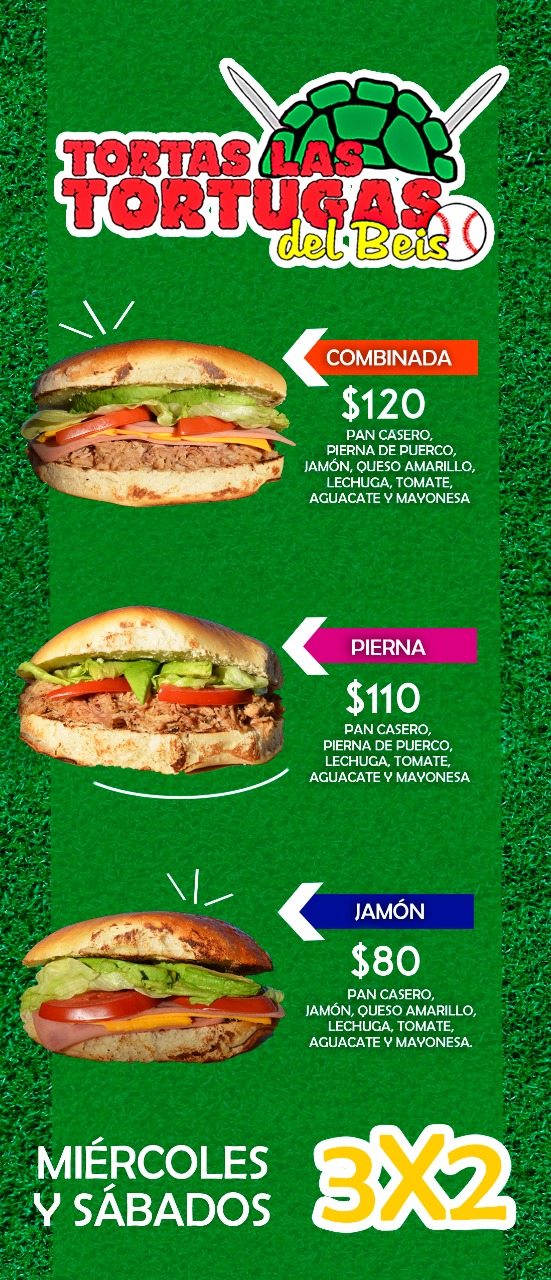 TORTAS LAS
TORTUGAS
del Beis
COMBINADA
$120
PAN CASERO,
PIERNA DE PUERCO,
JAMÓN, QUESO AMARILLO,
LECHUGA, TOMATE,
AGUACATE Y MAYONESA
PIERNA
$110
PAN CASERO,
PIERNA DE PUERCO,
LECHUGA, TOMATE,
AGUACATE Y MAYONESA
JAMÓN
$80
PAN CASERO,
JAMÓN, QUESO AMARILLO,
LECHUGA, TOMATE,
AGUACATE Y MAYONESA.
MIÉRCOLES
Y SÁBADOS
3X2